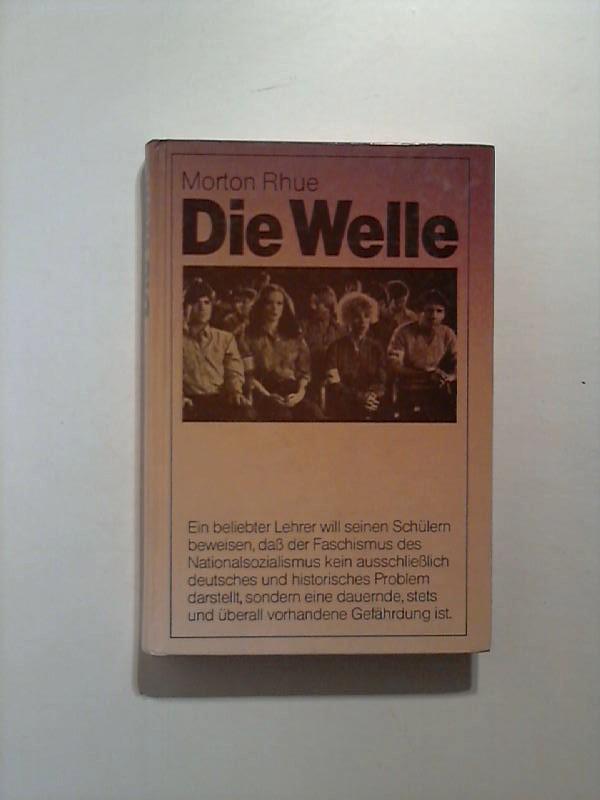 Morton Rhue
Die Welle
Ein beliebter Lehrer will seinen Schülern
beweisen, daß der Faschismus des
Nationalsozialismus kein ausschließlich
deutsches und historisches Problem
darstellt, sondern eine dauernde, stets
und überall vorhandene Gefährdung ist.